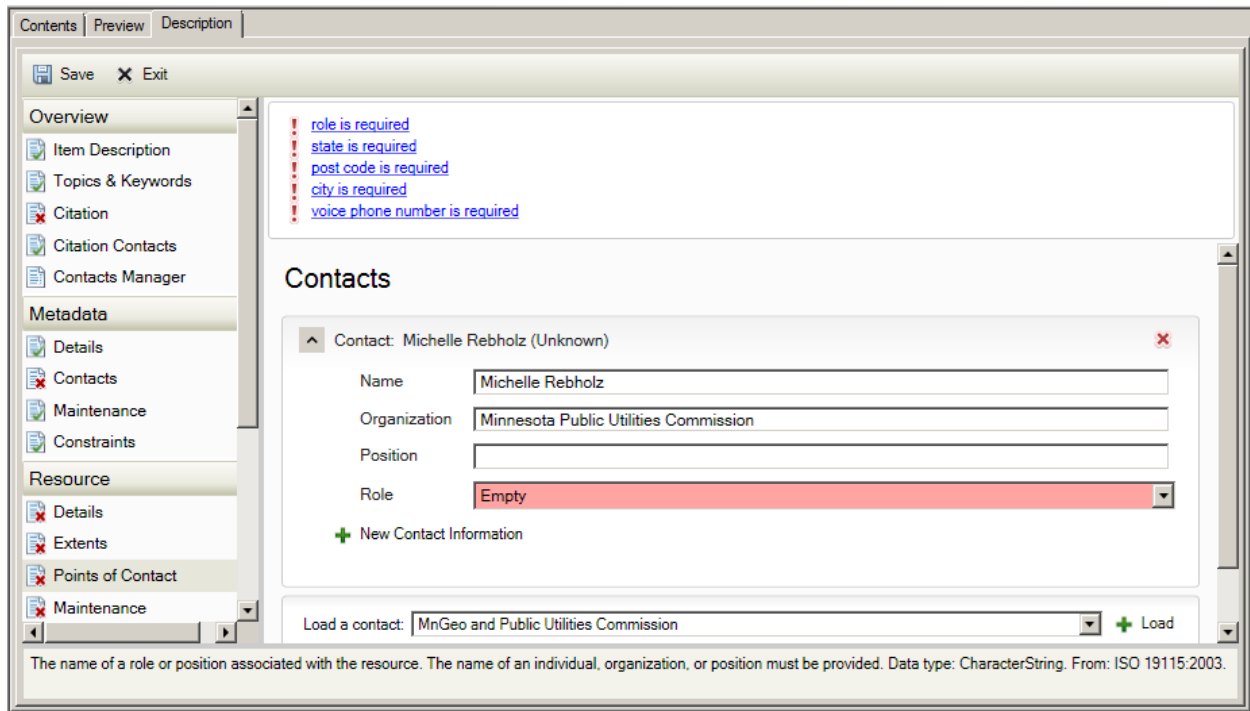 Contents Preview Description
Save Exit
Overview
Item Description
Topics & Keywords
Citation
Citation Contacts
Contacts Manager
Metadata
Details
Contacts
Maintenance
Constraints
Resource
Details
Extents
Points of Contact
Maintenance
role is required
state is required
post code is required
city is required
voice phone number is required
Contacts
Contact: Michelle Rebholz (Unknown)
Name Michelle Rebholz
Organization Minnesota Public Utilities Commission
Position
Role Empty
New Contact Information
Load a contact: MnGeo and Public Utilities Commission Load
The name of a role or position associated with the resource. The name of an individual, organization, or position must be provided. Data type: CharacterString. From: ISO 19115:2003.